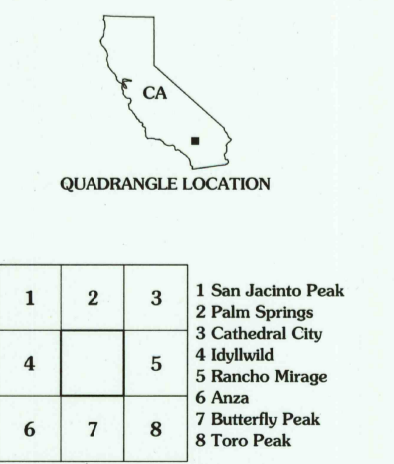 CA
QUADRANGLE LOCATION
1 2 3
4 5
6 7 8
1 San Jacinto Peak
2 Palm Springs
3 Cathedral City
4 Idyllwild
5 Rancho Mirage
6 Anza
7 Butterfly Peak
8 Toro Peak